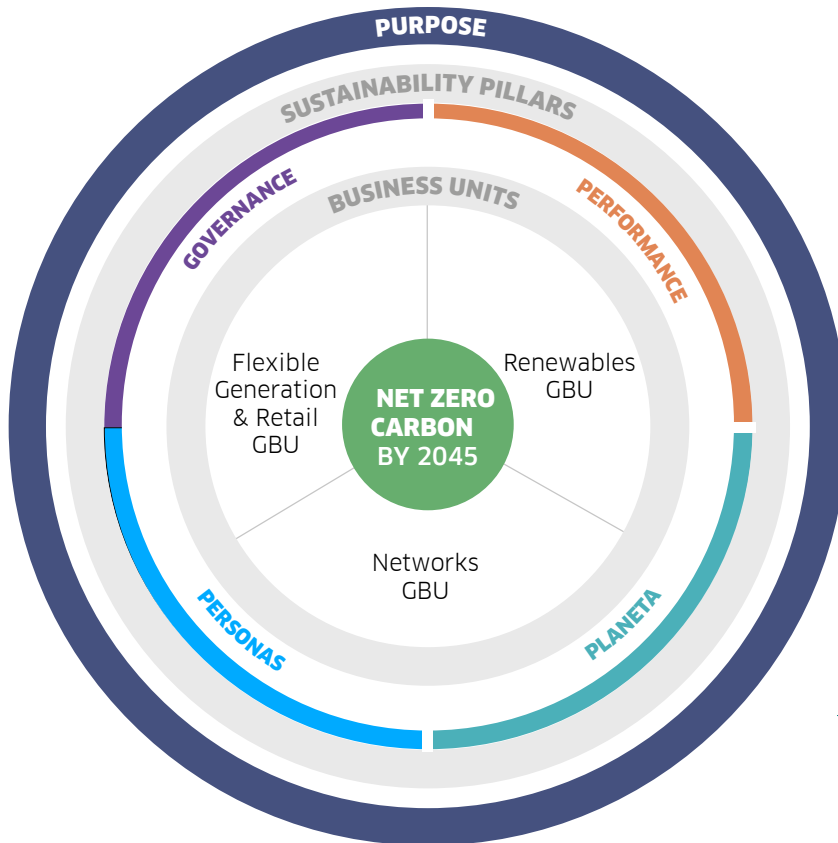 PURPOSE
SUSTAINABILITY PILLARS
GOVERNANCE
PERFORMANCE
BUSINESS UNITS
Flexible
Generation
& Retail
GBU
Renewables
GBU
NET ZERO
CARBON
BY 2045
Networks
GBU
PERSONAS
PLANETA